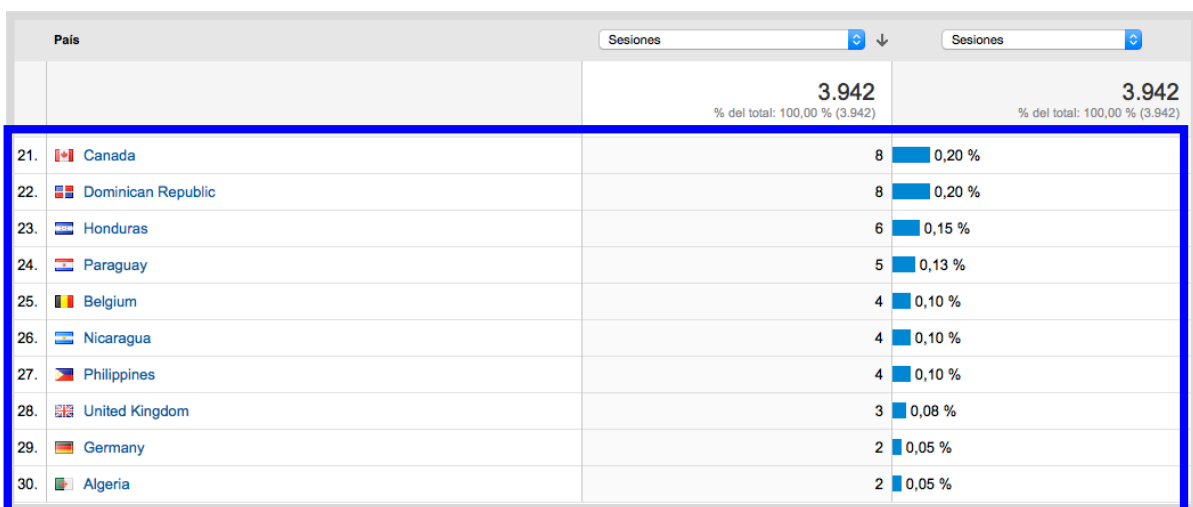 País Sesiones Sesiones
3.942 3.942
% del total: 100,00 % (3.942) % del total: 100,00 % (3.942)
21. Canada 8 0,20 %
22. Dominican Republic 8 0,20 %
23. Honduras 6 0,15 %
24. Paraguay 5 0,13 %
25. Belgium 4 0,10 %
26. Nicaragua 4 0,10 %
27. Philippines 4 0,10 %
28. United Kingdom 3 0,08 %
29. Germany 2 0,05 %
30. Algeria 2 0,05 %